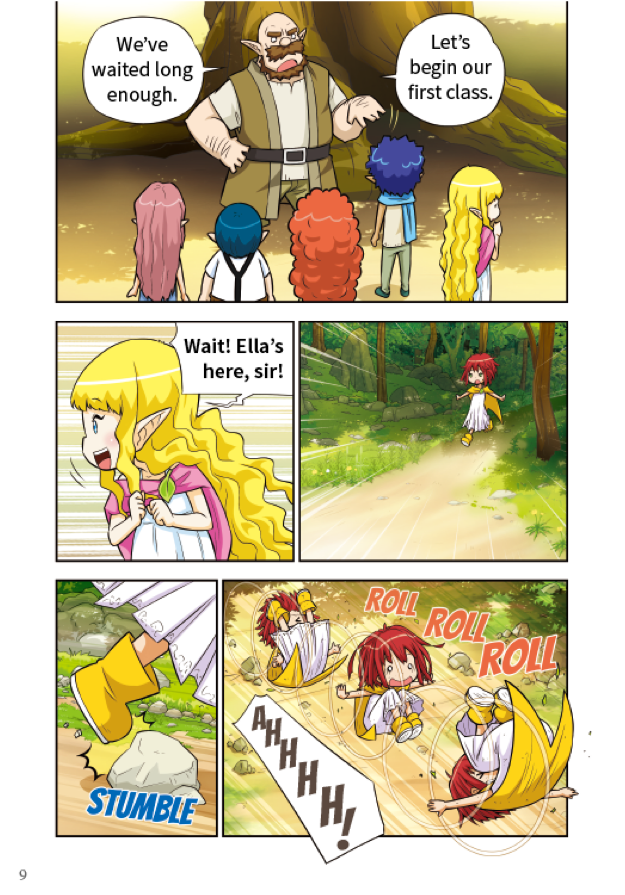 We've
waited long
enough.
Let's
begin our
first class.
Wait! Ella's
here, sir!
STUMBLE
ROLL
ROLL
ROLL
AHHHHH!
9